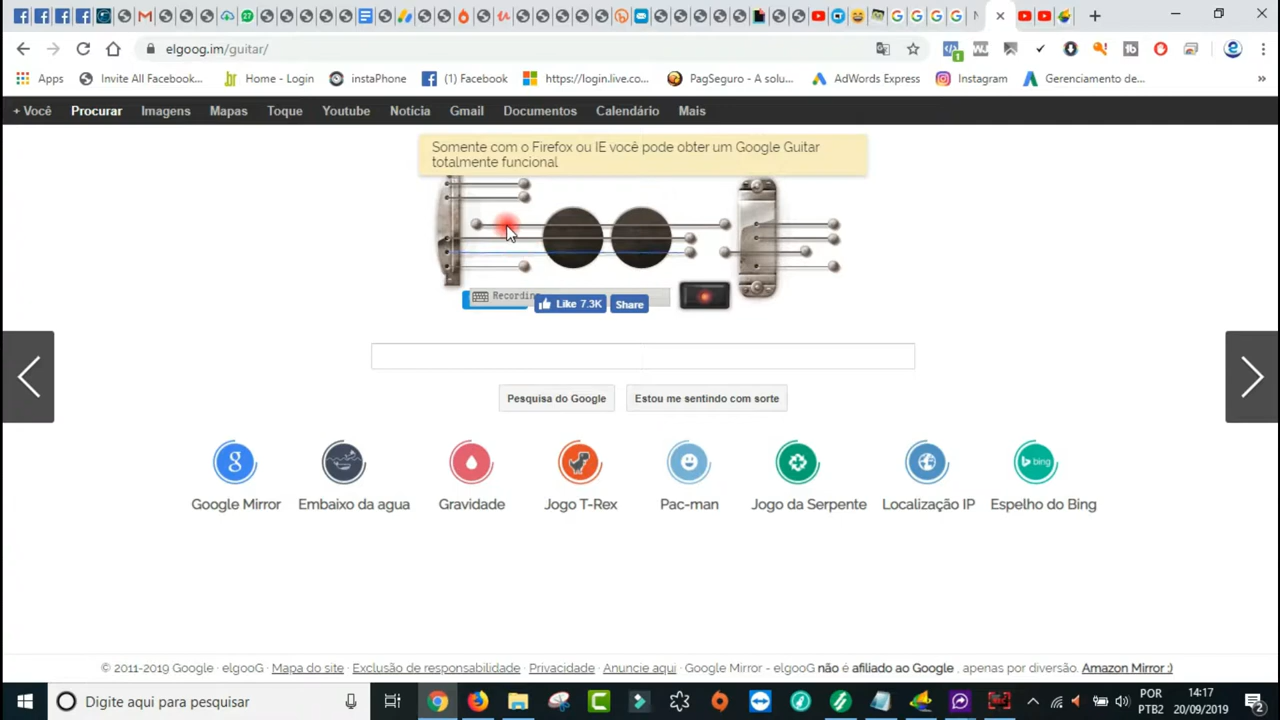 elgoog.im/guitar/
Apps Invite All Facebook... Home - Login instaPhone (1) Facebook https://login.live.co... PagSeguro - A solu... AdWords Express Instagram Gerenciamento de... »
+ Você Procurar Imagens Mapas Toque Youtube Noticia Gmail Documentos Calendário Mais
Somente com o Firefox ou IE você pode obter um Google Guitar
totalmente funcional
Recording
Like 7.3K Share
Pesquisa do Google Estou me sentindo com sorte
Google Mirror Embaixo da agua Gravidade Jogo T-Rex Pac-man Jogo da Serpente Localização IP Espelho do Bing
© 2011-2019 Google · elgooG · Mapa do site · Exclusão de responsabilidade · Privacidade · Anuncie aqui · Google Mirror - elgooG não é afiliado ao Google , apenas por diversão. Amazon Mirror :)
Digite aqui para pesquisar
POR 14:17
PTB2 20/09/2019